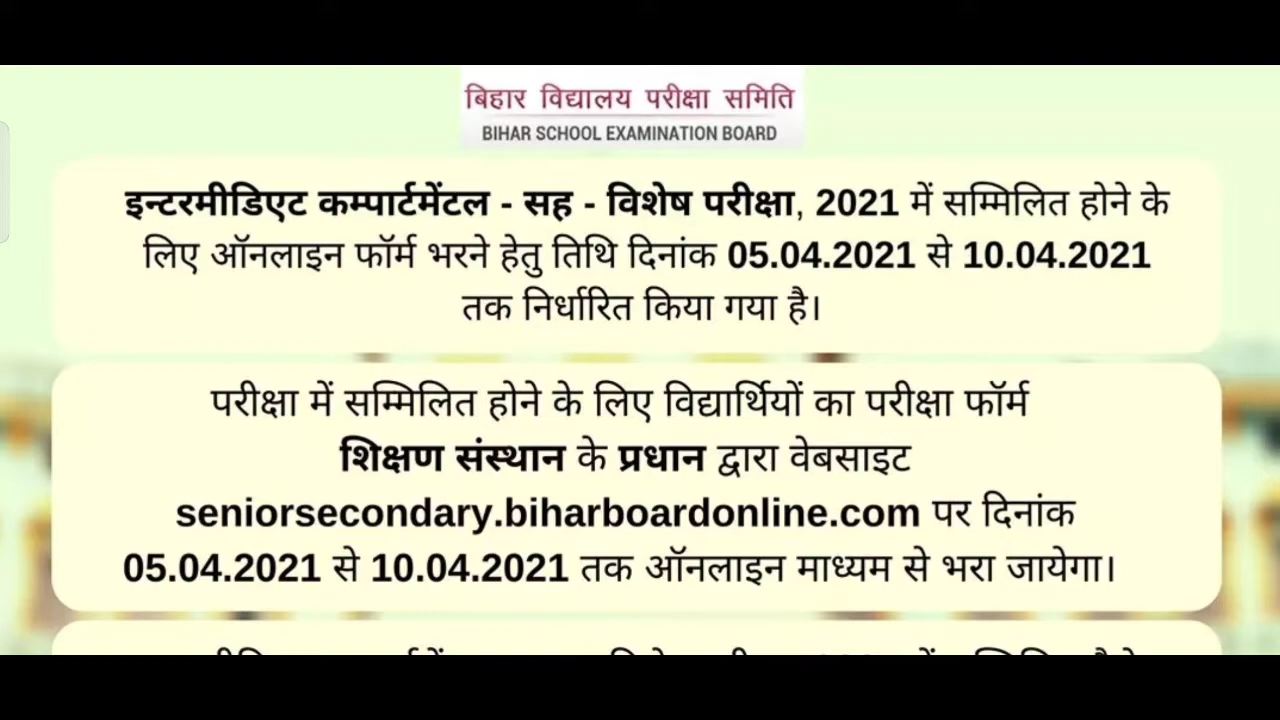 बिहार विद्यालय परीक्षा समिति
BIHAR SCHOOL EXAMINATION BOARD
इन्टरमीडिएट कम्पार्टमेंटल - सह - विशेष परीक्षा, 2021 में सम्मिलित होने के
लिए ऑनलाइन फॉर्म भरने हेतु तिथि दिनांक 05.04.2021 से 10.04.2021
तक निर्धारित किया गया है।
परीक्षा में सम्मिलित होने के लिए विद्यार्थियों का परीक्षा फॉर्म
शिक्षण संस्थान के प्रधान द्वारा वेबसाइट
seniorsecondary.biharboardonline.com पर दिनांक
05.04.2021 से 10.04.2021 तक ऑनलाइन माध्यम से भरा जायेगा।